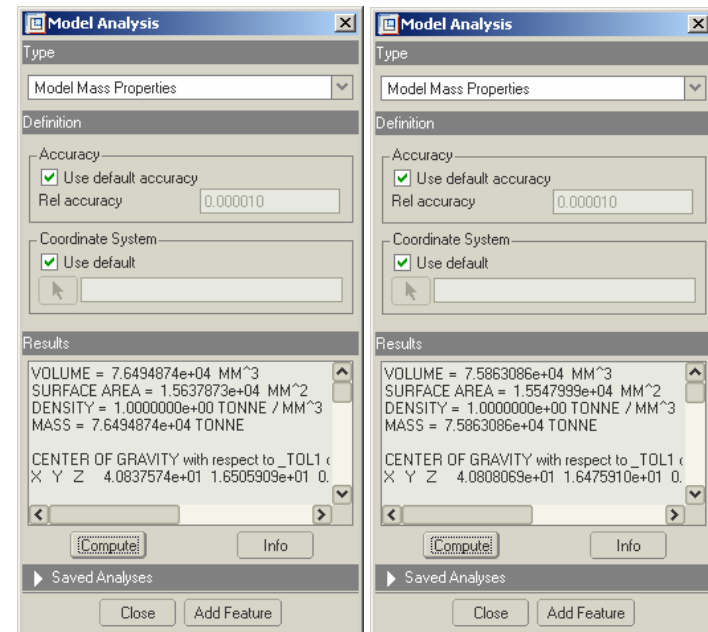 Model Analysis
Type
Model Mass Properties
Definition
Accuracy
Use default accuracy
Rel accuracy 0.000010
Coordinate System
Use default
Results
VOLUME = 7.6494874e+04 MM^3
SURFACE AREA = 1.5637873e+04 MM^2
DENSITY = 1.0000000e+00 TONNE / MM^3
MASS = 7.6494874e+04 TONNE
CENTER OF GRAVITY with respect to _TOL1
X Y Z 4.0837574e+01 1.6505909e+01 0.
Compute Info
Saved Analyses
Close Add Feature
Model Analysis
Type
Model Mass Properties
Definition
Accuracy
Use default accuracy
Rel accuracy 0.000010
Coordinate System
Use default
Results
VOLUME = 7.5863086e+04 MM^3
SURFACE AREA = 1.5547999e+04 MM^2
DENSITY = 1.0000000e+00 TONNE / MM^3
MASS = 7.5863086e+04 TONNE
CENTER OF GRAVITY with respect to _TOL1
X Y Z 4.0808069e+01 1.6475910e+01 0.
Compute Info
Saved Analyses
Close Add Feature